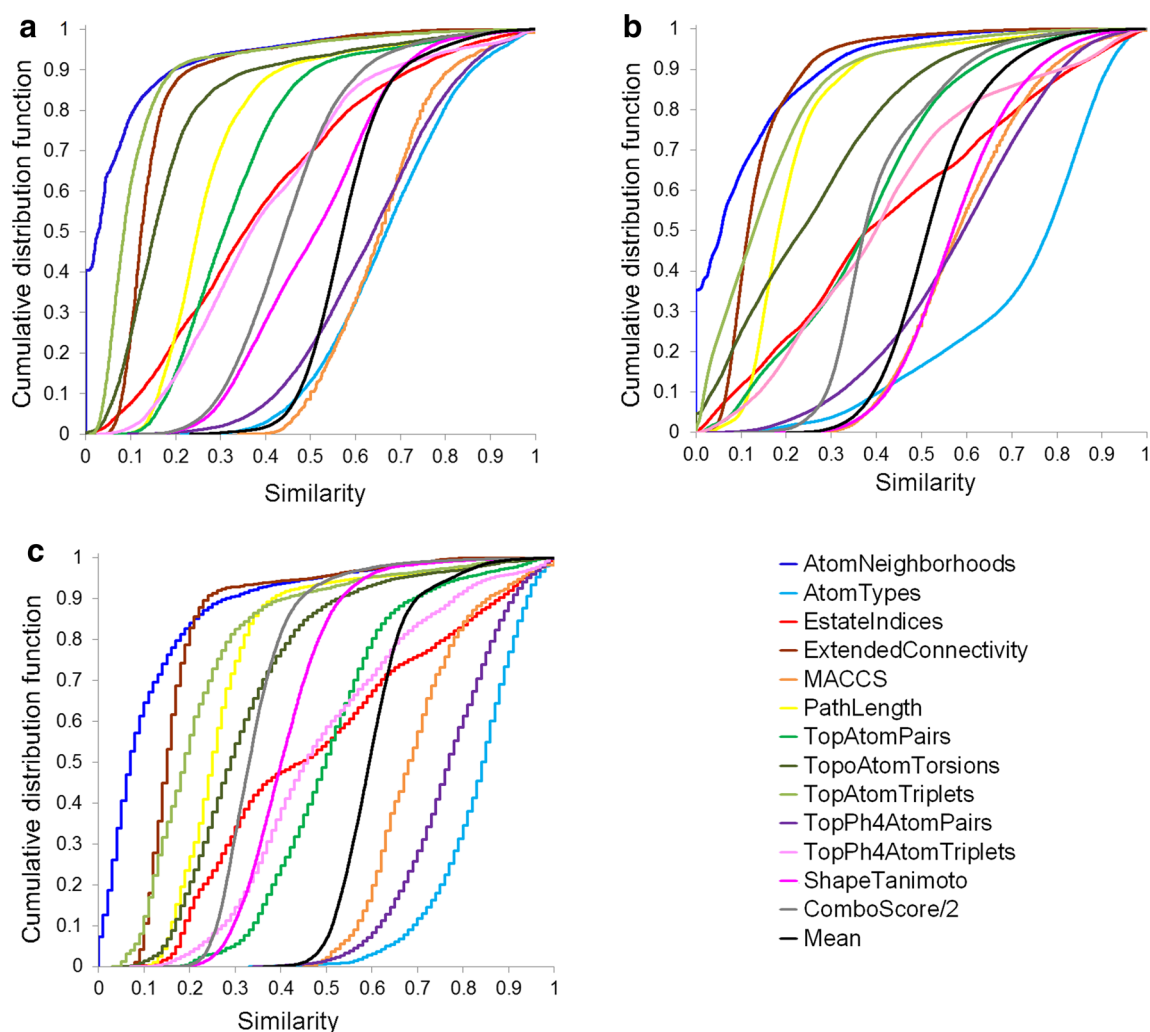 a
b
Cumulative distribution function
1
0.9
0.8
0.7
0.6
0.5
0.4
0.3
0.2
0.1
0
0 0.1 0.2 0.3 0.4 0.5 0.6 0.7 0.8 0.9 1
Similarity
Cumulative distribution function
1
0.9
0.8
0.7
0.6
0.5
0.4
0.3
0.2
0.1
0
0.0 0.1 0.2 0.3 0.4 0.5 0.6 0.7 0.8 0.9 1
Similarity
c
Cumulative distribution function
1
0.9
0.8
0.7
0.6
0.5
0.4
0.3
0.2
0.1
0
0 0.1 0.2 0.3 0.4 0.5 0.6 0.7 0.8 0.9 1
Similarity
AtomNeighborhoods
AtomTypes
EstateIndices
ExtendedConnectivity
MACCS
PathLength
TopAtomPairs
TopoAtomTorsions
TopAtomTriplets
TopPh4AtomPairs
TopPh4AtomTriplets
ShapeTanimoto
ComboScore/2
Mean